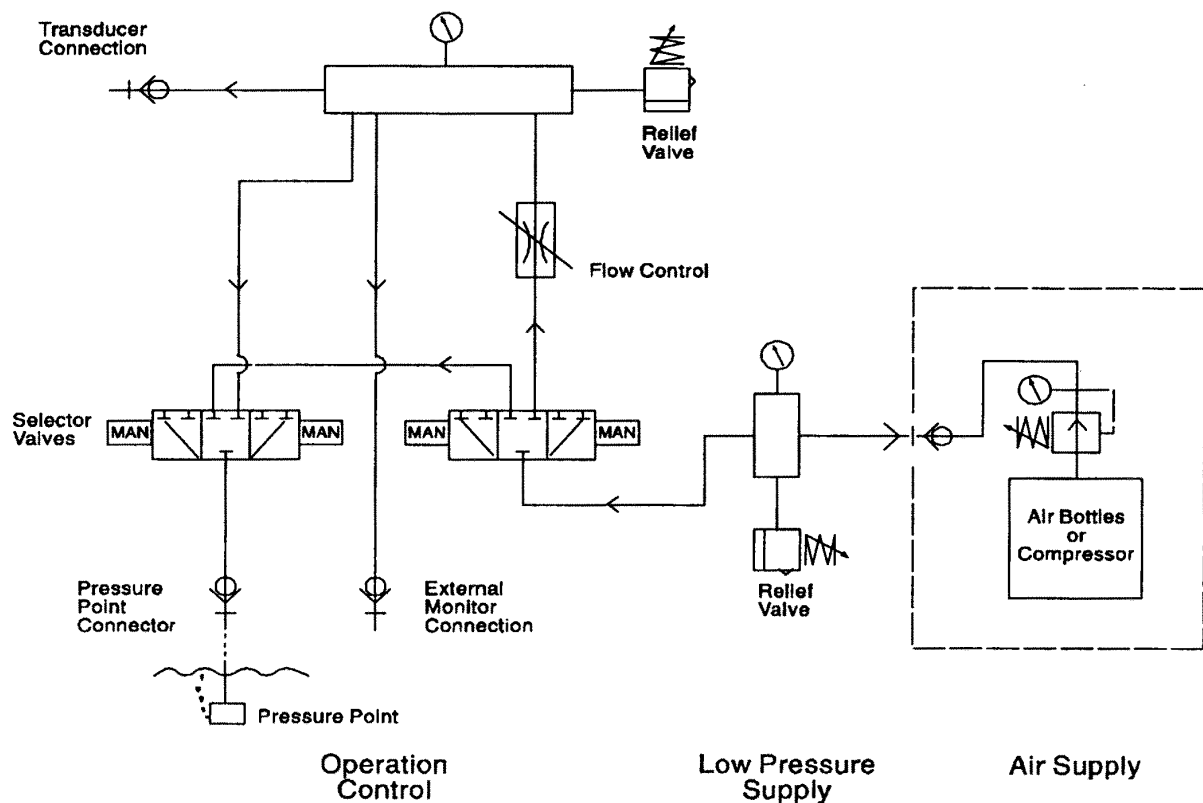 Transducer
Connection
Relief
Valve
Flow Control
Selector
Valves
MAN
MAN
MAN
MAN
Air Bottles
or
Compressor
Pressure
Point
Connector
External
Monitor
Connection
Relief
Valve
Pressure Point
Operation
Control
Low Pressure
Supply
Air Supply